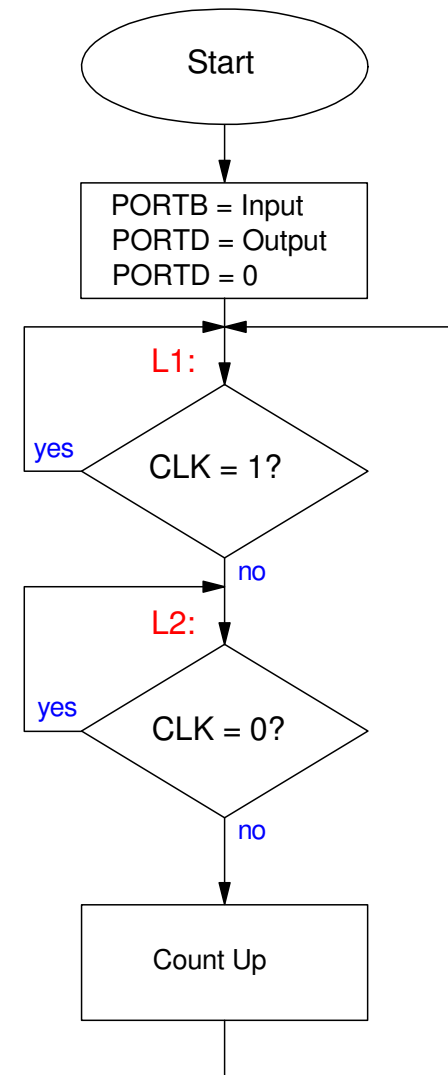 Start
PORTB = Input
PORTD = Output
PORTD = 0
L1:
yes
CLK = 1?
no
L2:
yes
CLK = 0?
no
Count Up